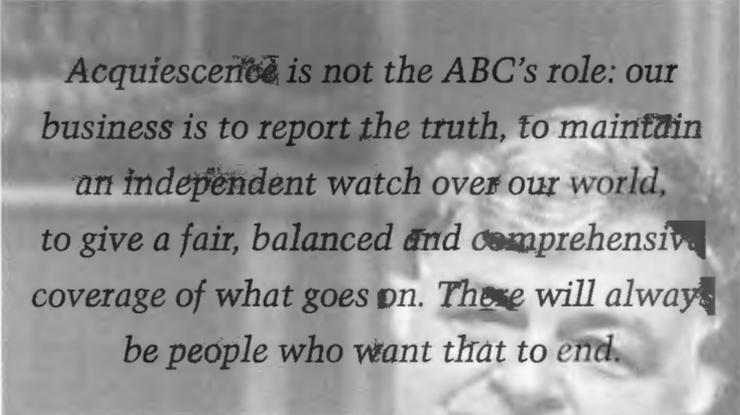 Acquiescence is not the ABC's role: our
business is to report the truth, to maintain
an independent watch over our world,
to give a fair, balanced and comprehensive
coverage of what goes on. There will always
be people who want that to end.